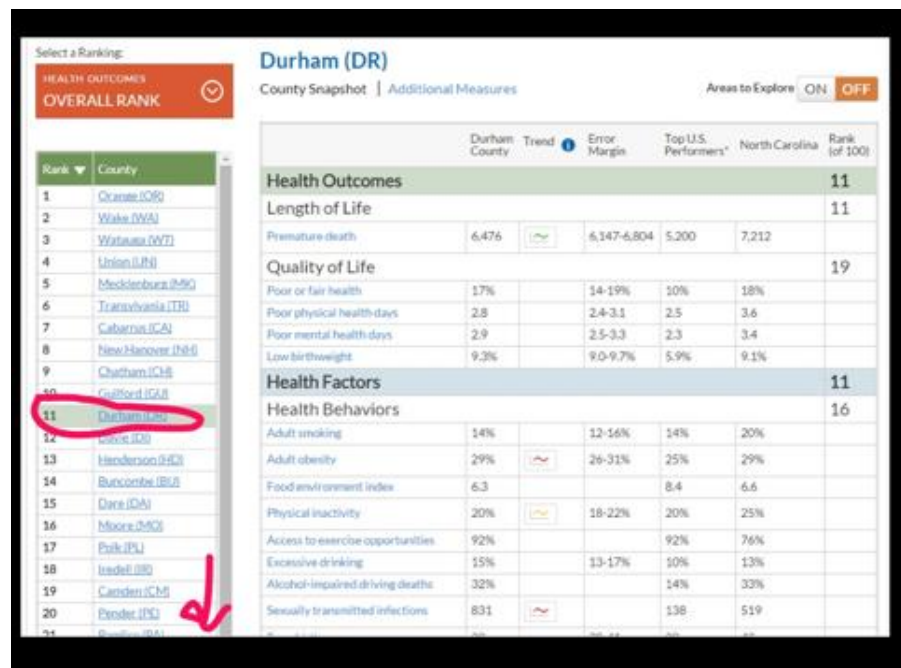 Select a Ranking:
HEALTH OUTCOMES
OVERALL RANK
Rank County
1 Orange (OR)
2 Wake (WA)
3 Watauga (WT)
4 Union (UN)
5 Mecklenburg (MK)
6 Transylvania (TR)
7 Cabarrus (CA)
8 New Hanover (NH)
9 Chatham (CH)
10 Guilford (GU)
11 Durham (DR)
12 Davie (DI)
13 Henderson (HD)
14 Buncombe (BU)
15 Dare (DA)
16 Moore (MO)
17 Polk (PL)
18 Iredell (IR)
19 Camden (CM)
20 Pender (PE)
21
Durham (DR)
County Snapshot | Additional Measures
Areas to Explore ON OFF
Durham County Trend Error Margin Top U.S. Performers* North Carolina Rank (of 100)
Health Outcomes 11
Length of Life 11
Premature death 6,476 6,147-6,804 5,200 7,212
Quality of Life 19
Poor or fair health 17% 14-19% 10% 18%
Poor physical health days 2.8 2.4-3.1 2.5 3.6
Poor mental health days 2.9 2.5-3.3 2.3 3.4
Low birthweight 9.3% 9.0-9.7% 5.9% 9.1%
Health Factors 11
Health Behaviors 16
Adult smoking 14% 12-16% 14% 20%
Adult obesity 29% 26-31% 25% 29%
Food environment index 6.3 8.4 6.6
Physical inactivity 20% 18-22% 20% 25%
Access to exercise opportunities 92% 92% 76%
Excessive drinking 15% 13-17% 10% 13%
Alcohol-impaired driving deaths 32% 14% 33%
Sexually transmitted infections 831 138 519